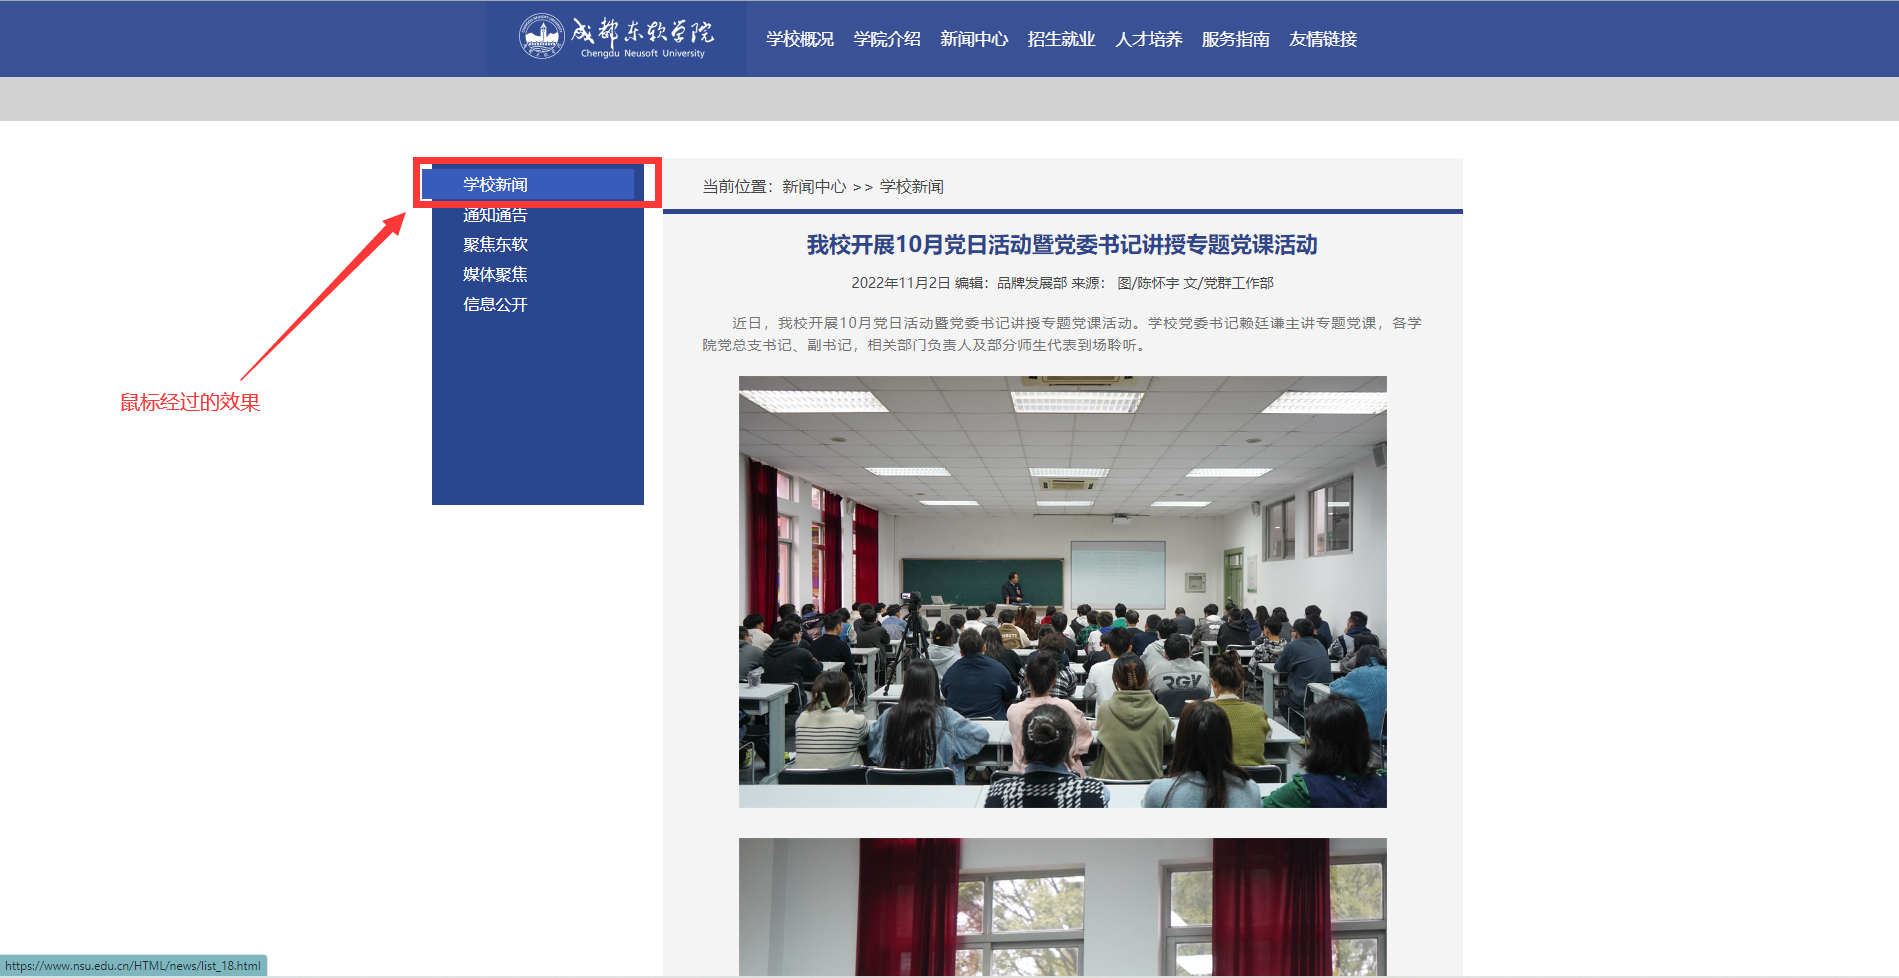 成都东软学院
Chengdu Neusoft University
学校概况 学院介绍 新闻中心 招生就业 人才培养 服务指南 友情链接
学校新闻
通知通告
聚焦东软
媒体聚焦
信息公开
鼠标经过的效果
当前位置：新闻中心 >> 学校新闻
我校开展10月党日活动暨党委书记讲授专题党课活动
2022年11月2日 编辑：品牌发展部 来源： 图/陈怀宇 文/党群工作部
近日，我校开展10月党日活动暨党委书记讲授专题党课活动。学校党委书记赖廷谦主讲专题党课，各学
院党总支书记、副书记，相关部门负责人及部分师生代表到场聆听。
RGV
https://www.nsu.edu.cn/HTML/news/list_18.html